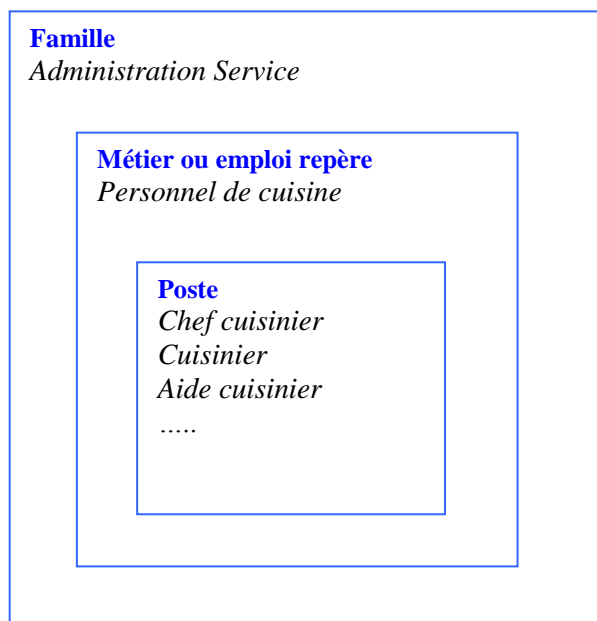 Famille
Administration Service
Métier ou emploi repère
Personnel de cuisine
Poste
Chef cuisinier
Cuisinier
Aide cuisinier
…..